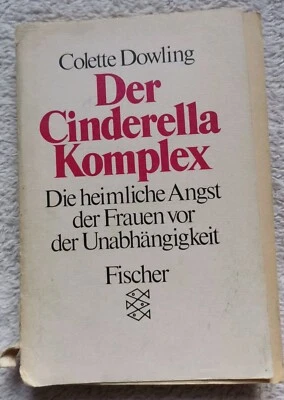 Colette Dowling
Der
Cinderella
Komplex
Die heimliche Angst
der Frauen vor
der Unabhängigkeit
Fischer